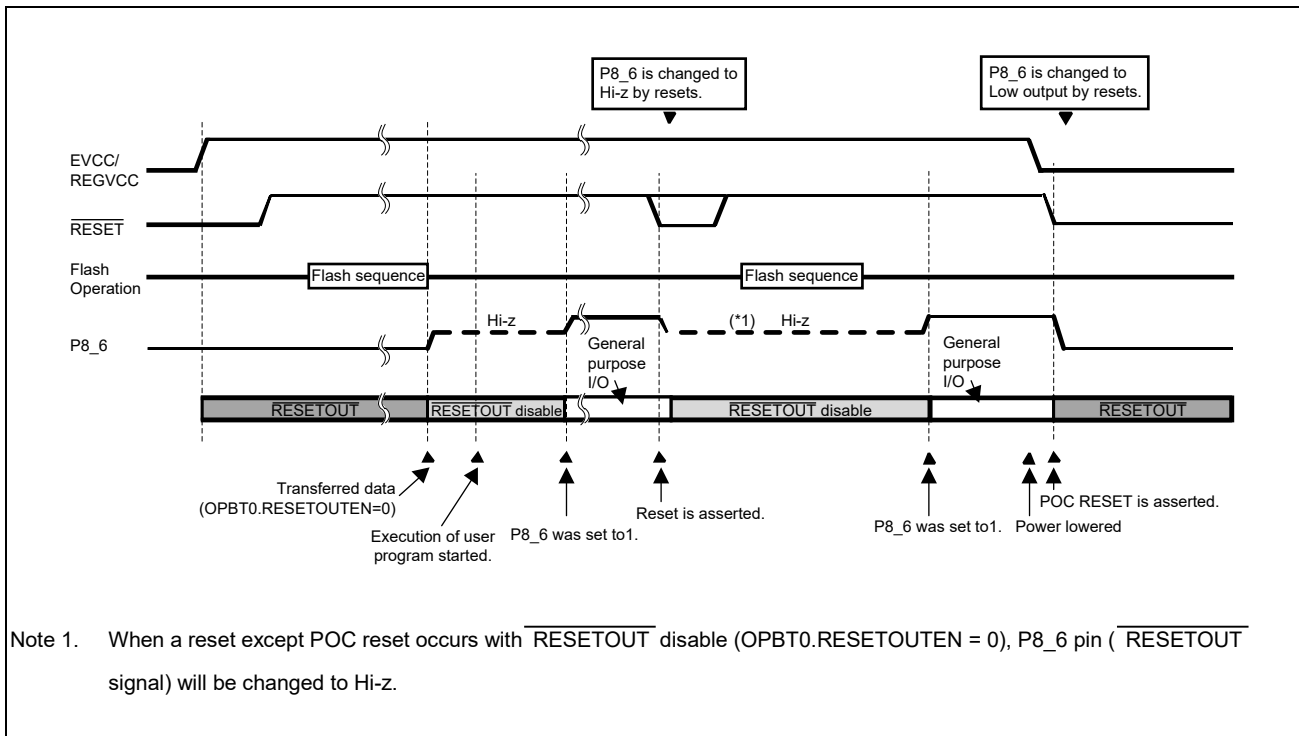 P8_6 is changed to
Hi-z by resets.
P8_6 is changed to
Low output by resets.
EVCC/
REGVCC
RESET
Flash
Operation
Flash sequence
Flash sequence
P8_6
Hi-z
General
purpose
I/O
(*1) Hi-z
General
purpose
I/O
RESETOUT
RESETOUT disable
RESETOUT disable
RESETOUT
Transferred data
(OPBT0.RESETOUTEN=0)
Execution of user
program started.
P8_6 was set to1.
Reset is asserted.
P8_6 was set to1.
Power lowered
POC RESET is asserted.
Note 1. When a reset except POC reset occurs with RESETOUT disable (OPBT0.RESETOUTEN = 0), P8_6 pin ( RESETOUT
signal) will be changed to Hi-z.